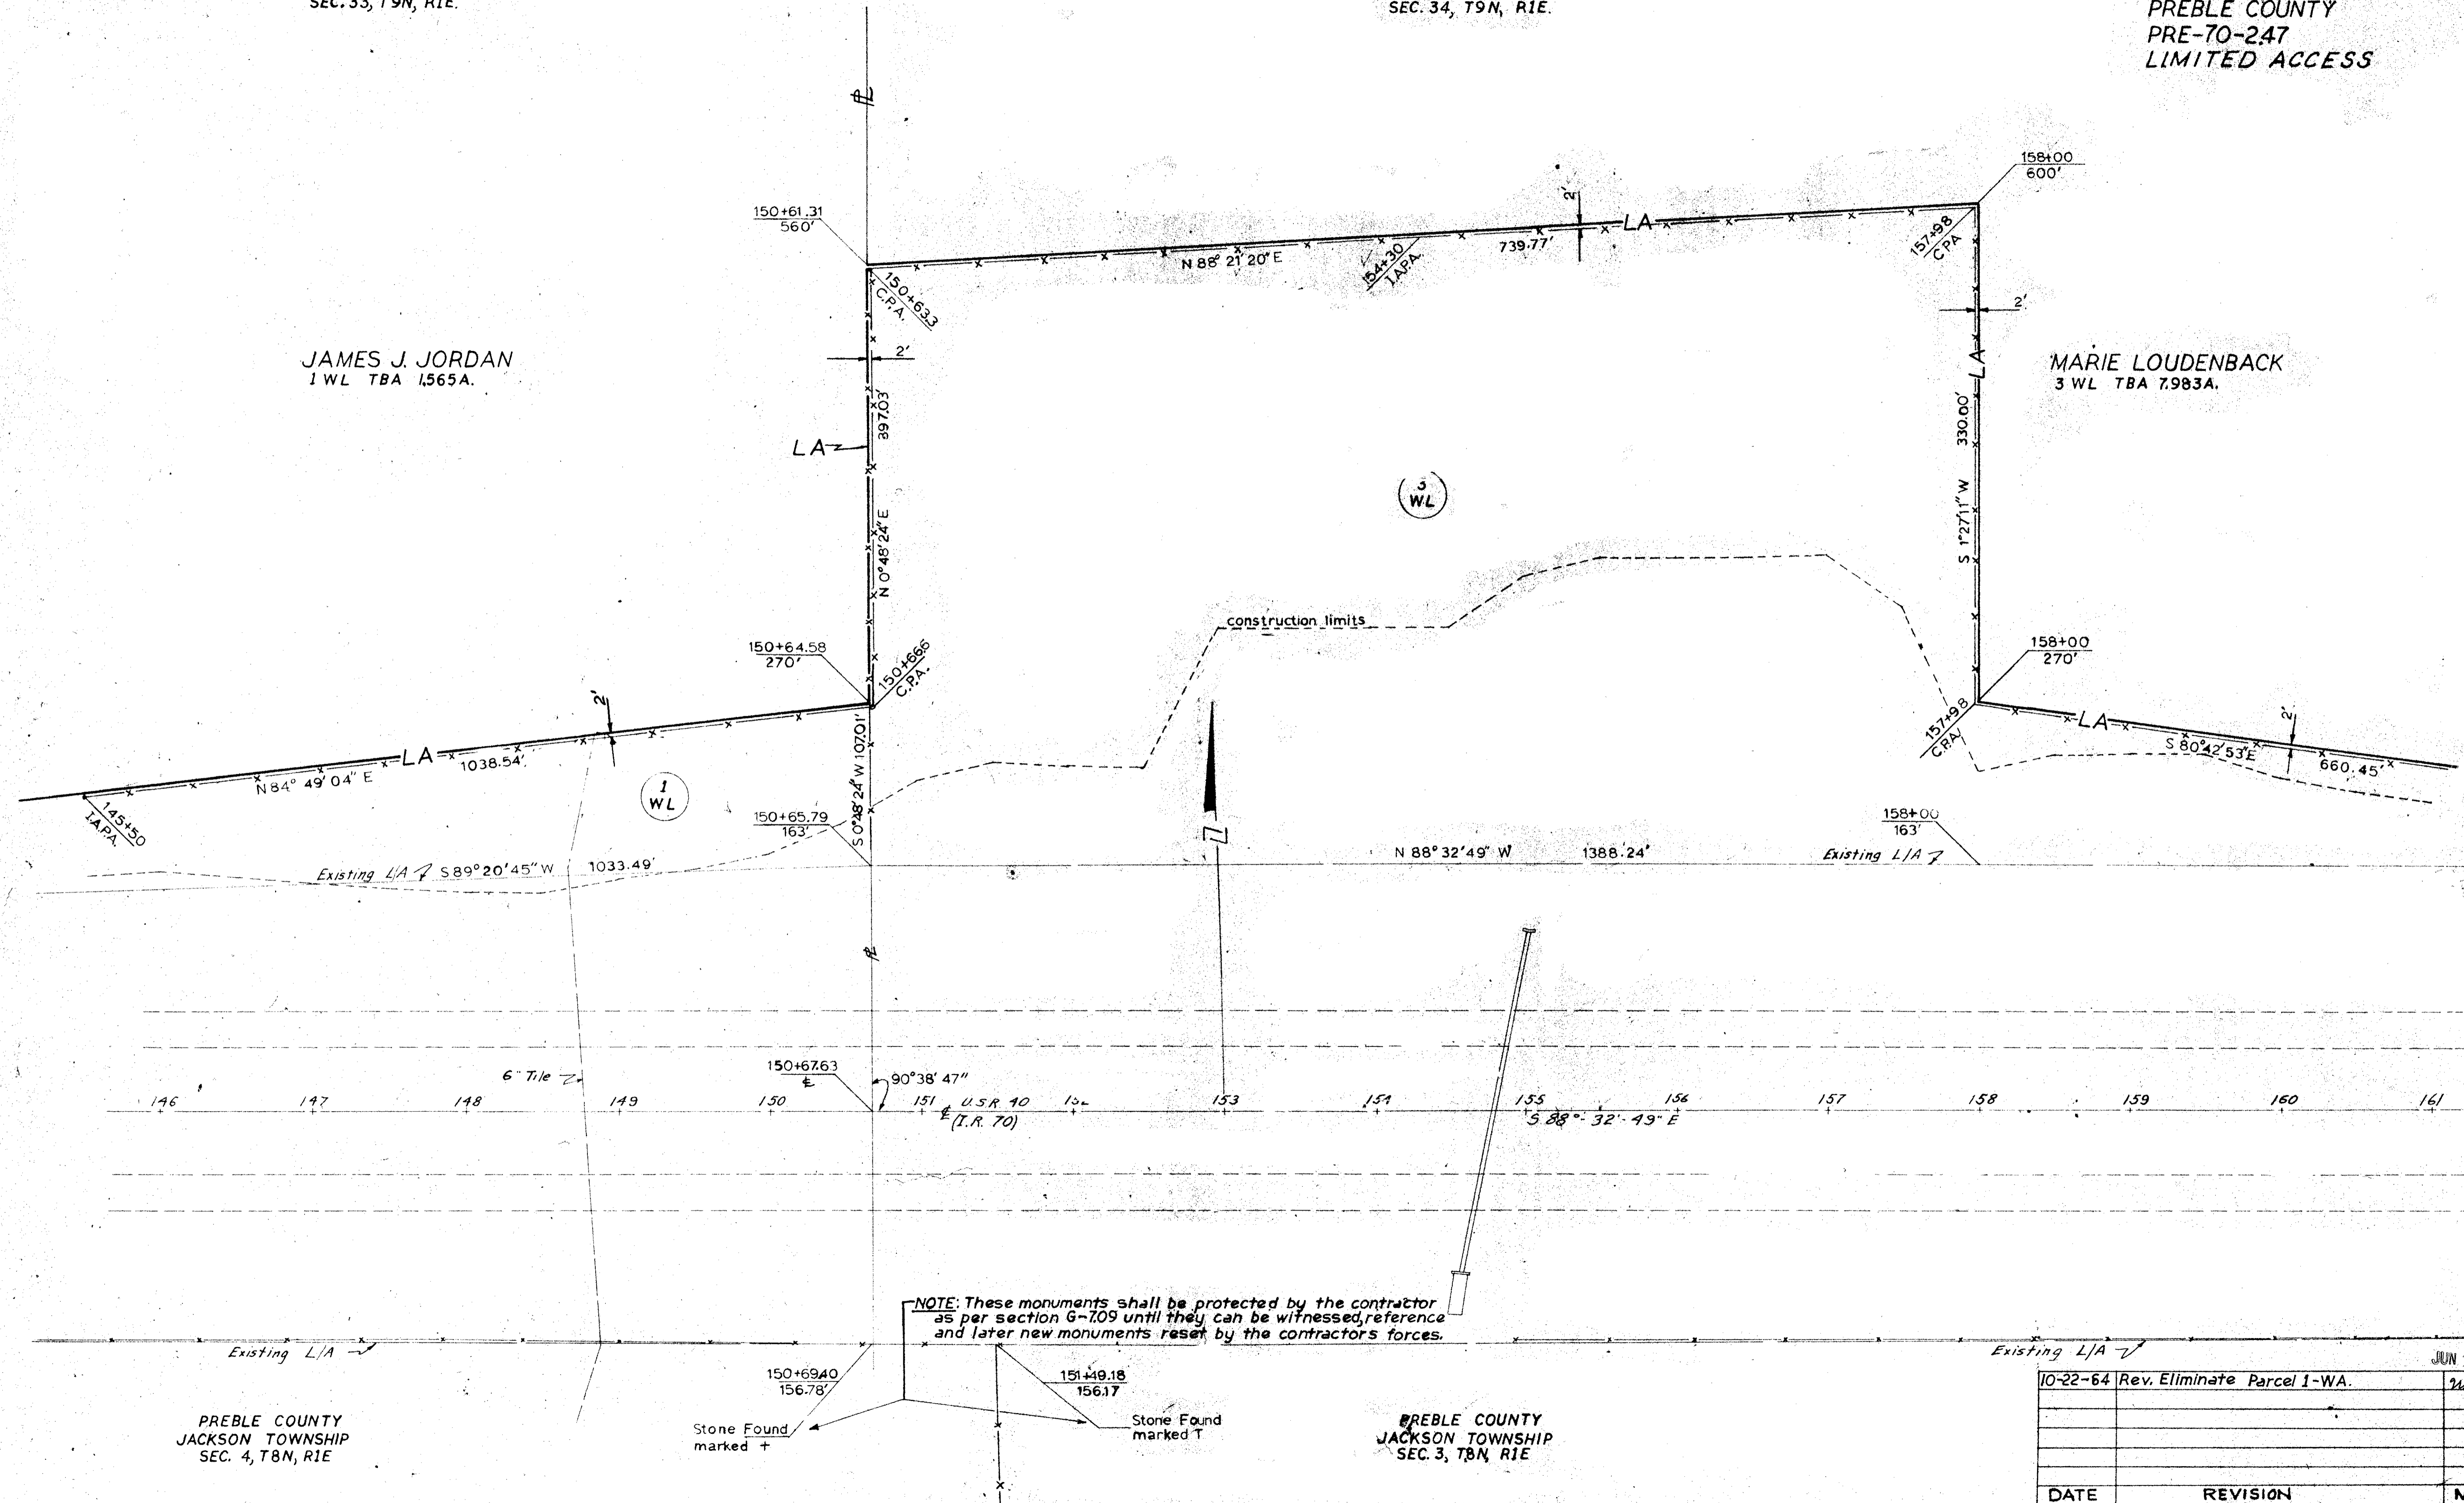 SEC. 33, T9N, R1E.
SEC. 34, T9N, R1E.
PREBLE COUNTY
PRE-70-2.47
LIMITED ACCESS
158+00
600'
150+61.31
560'
2'
LA
739.77'
N 88° 21' 20" E
154+30
I.A.P.A.
157+98
C.P.A.
150+63.3
C.P.A.
2'
2'
JAMES J. JORDAN
1 WL TBA 1.565A.
MARIE LOUDENBACK
3 WL TBA 7.983A.
LA
397.03'
N 0° 48' 24" E
LA
330.00'
S 1° 27' 11" W
3
WL
construction limits
150+64.58
270'
150+66.6
C.P.A.
158+00
270'
157+98
C.P.A.
2'
LA
1038.54'
N 84° 49' 04" E
145+50
I.A.P.A.
1
WL
S 0° 48' 24" W 107.01'
LA
2'
S 80° 42' 53" E
660.45'
150+65.79
163'
158+00
163'
Existing L/A S 89° 20' 45" W 1033.49'
N 88° 32' 49" W 1388.24'
Existing L/A
6" Tile
150+67.63
℄
90° 38' 47"
146 147 148 149 150 151 153 154 155 156 157 158 159 160 161
℄ U.S.R. 40
(I.R. 70)
S 88° - 32' - 49" E
NOTE: These monuments shall be protected by the contractor
as per section G-7.09 until they can be witnessed, reference
and later new monuments reset by the contractors forces.
Existing L/A
Existing L/A
150+69.40
156.78'
151+49.18
156.17
Stone Found
marked +
Stone Found
marked T
PREBLE COUNTY
JACKSON TOWNSHIP
SEC. 4, T8N, R1E
PREBLE COUNTY
JACKSON TOWNSHIP
SEC. 3, T8N, R1E
JUN
10-22-64 Rev. Eliminate Parcel 1-WA.
DATE REVISION